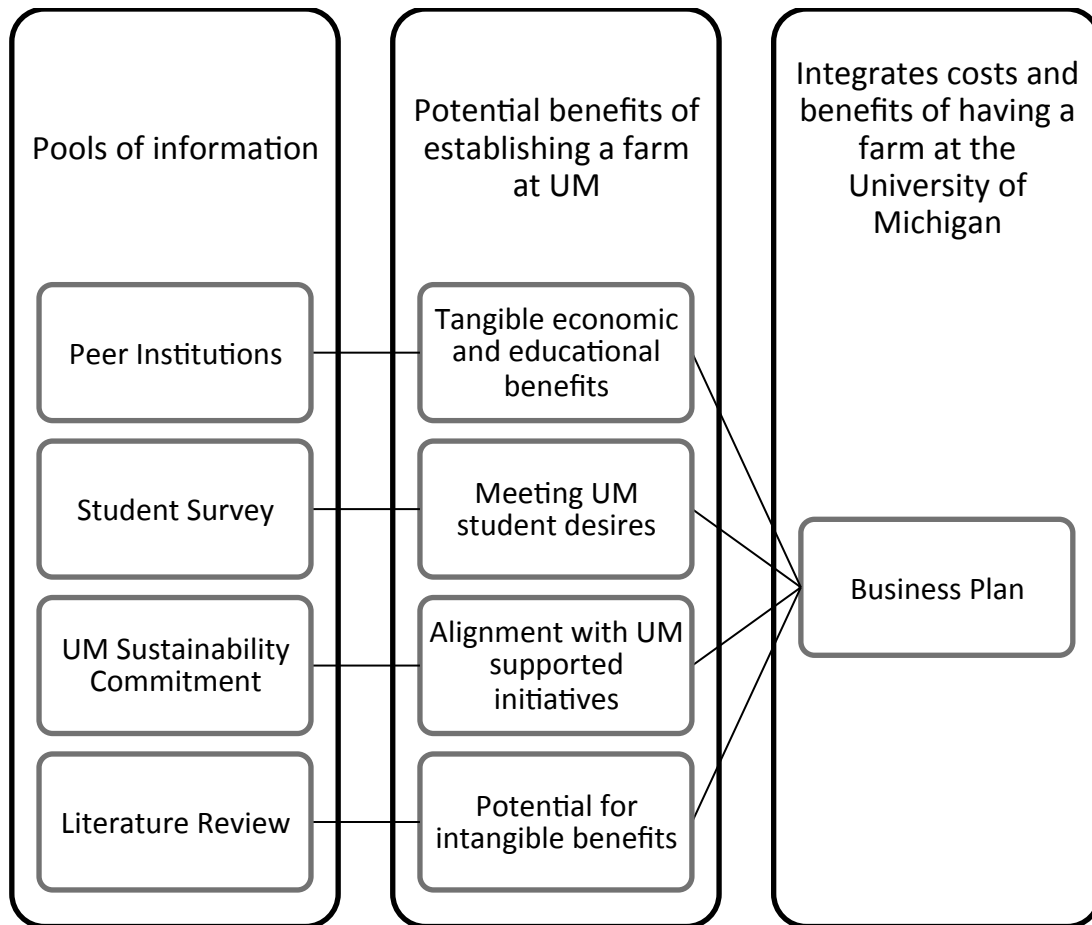 Pools of information
Peer Institutions
Student Survey
UM Sustainability
Commitment
Literature Review
Potential benefits of
establishing a farm
at UM
Tangible economic
and educational
benefits
Meeting UM
student desires
Alignment with UM
supported
initiatives
Potential for
intangible benefits
Integrates costs and
benefits of having a
farm at the
University of
Michigan
Business Plan